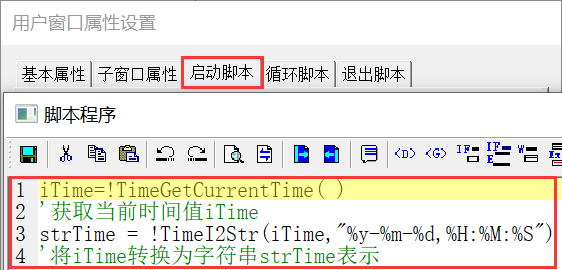 用户窗口属性设置
基本属性 子窗口属性 启动脚本 循环脚本 退出脚本
脚本程序
<D> <G> IF IF E W
1 iTime=!TimeGetCurrentTime( )
2 '获取当前时间值iTime
3 strTime = !TimeI2Str(iTime,"%y-%m-%d,%H:%M:%S")
4 '将iTime转换为字符串strTime表示